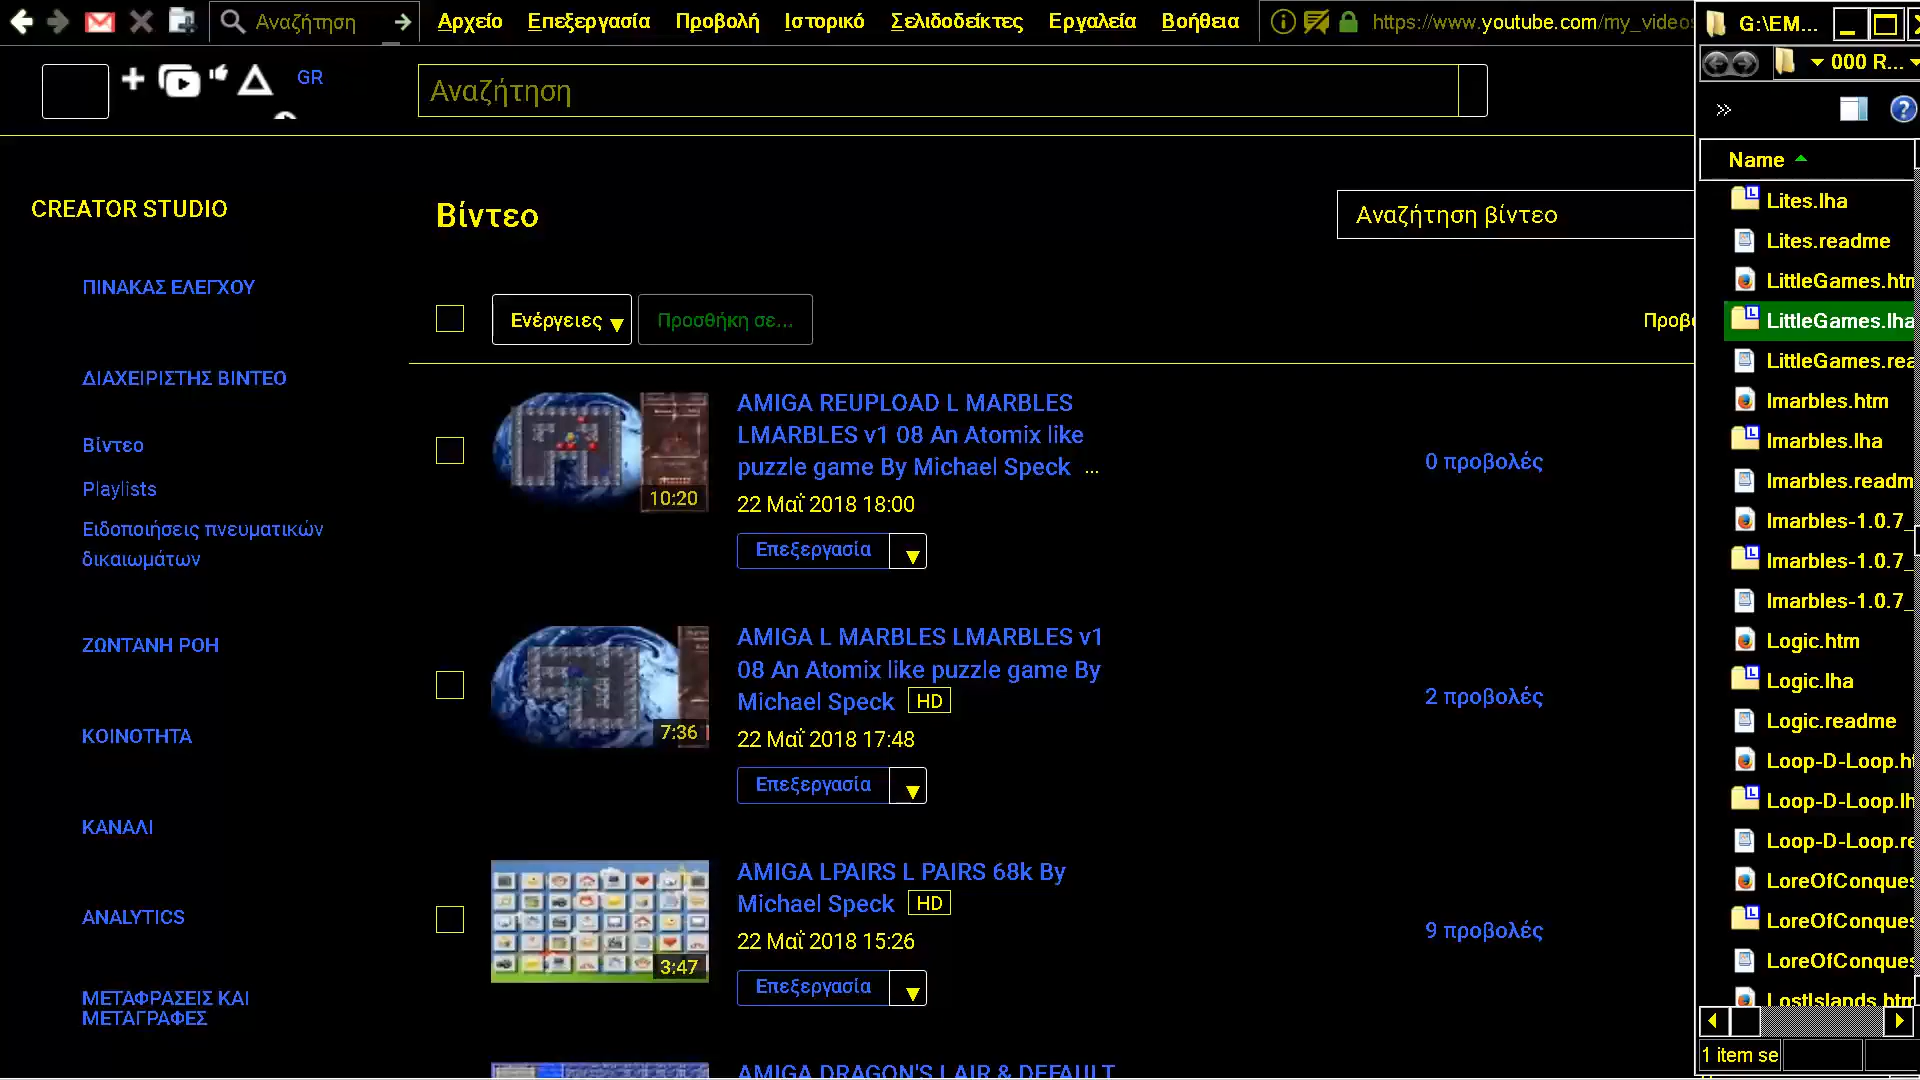 Αναζήτηση
Αρχείο Επεξεργασία Προβολή Ιστορικό Σελιδοδείκτες Εργαλεία Βοήθεια
https://www.youtube.com/my_videos
G:\EM...
000 R...
GR
Αναζήτηση
»
Name
CREATOR STUDIO
ΠΙΝΑΚΑΣ ΕΛΕΓΧΟΥ
ΔΙΑΧΕΙΡΙΣΤΗΣ ΒΙΝΤΕΟ
Βίντεο
Playlists
Ειδοποιήσεις πνευματικών
δικαιωμάτων
ΖΩΝΤΑΝΗ ΡΟΗ
ΚΟΙΝΟΤΗΤΑ
ΚΑΝΑΛΙ
ANALYTICS
ΜΕΤΑΦΡΑΣΕΙΣ ΚΑΙ
ΜΕΤΑΓΡΑΦΕΣ
Βίντεο
Αναζήτηση βίντεο
Ενέργειες
Προσθήκη σε...
Προβο
10:20
AMIGA REUPLOAD L MARBLES
LMARBLES v1 08 An Atomix like
puzzle game By Michael Speck ...
22 Μαΐ 2018 18:00
Επεξεργασία
0 προβολές
7:36
AMIGA L MARBLES LMARBLES v1
08 An Atomix like puzzle game By
Michael Speck HD
22 Μαΐ 2018 17:48
Επεξεργασία
2 προβολές
3:47
AMIGA LPAIRS L PAIRS 68k By
Michael Speck HD
22 Μαΐ 2018 15:26
Επεξεργασία
9 προβολές
AMIGA DRAGON'S LAIR & DEFAULT
Lites.lha
Lites.readme
LittleGames.htm
LittleGames.lha
LittleGames.rea
lmarbles.htm
lmarbles.lha
lmarbles.readm
lmarbles-1.0.7_
lmarbles-1.0.7_
lmarbles-1.0.7_
Logic.htm
Logic.lha
Logic.readme
Loop-D-Loop.ht
Loop-D-Loop.lh
Loop-D-Loop.re
LoreOfConques
LoreOfConques
LoreOfConques
LostIslands.htm
1 item se